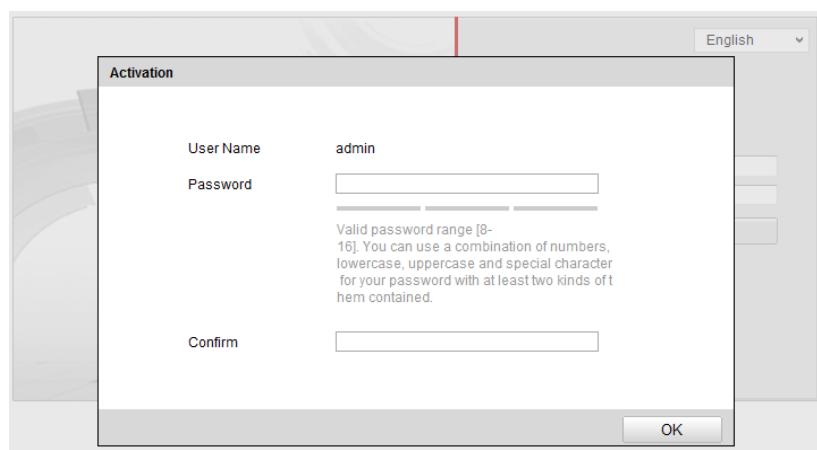 English
Activation
User Name admin
Password
Valid password range [8-
16]. You can use a combination of numbers,
lowercase, uppercase and special character
for your password with at least two kinds of t
hem contained.
Confirm
OK